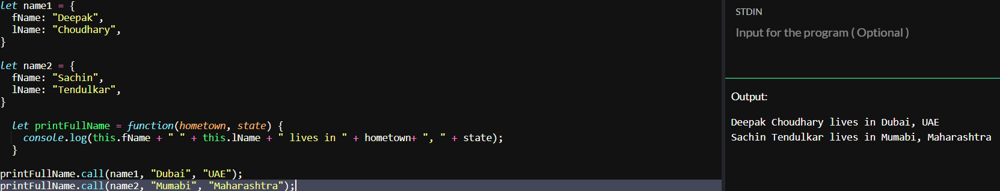 let name1 = {
  fName: "Deepak",
  lName: "Choudhary",
}

let name2 = {
  fName: "Sachin",
  lName: "Tendulkar",
}

  let printFullName = function(hometown, state) {
    console.log(this.fName + " " + this.lName + " lives in " + hometown+ ", " + state);
  }

printFullName.call(name1, "Dubai", "UAE");
printFullName.call(name2, "Mumabi", "Maharashtra");
STDIN
Input for the program ( Optional )
Output:
Deepak Choudhary lives in Dubai, UAE
Sachin Tendulkar lives in Mumabi, Maharashtra